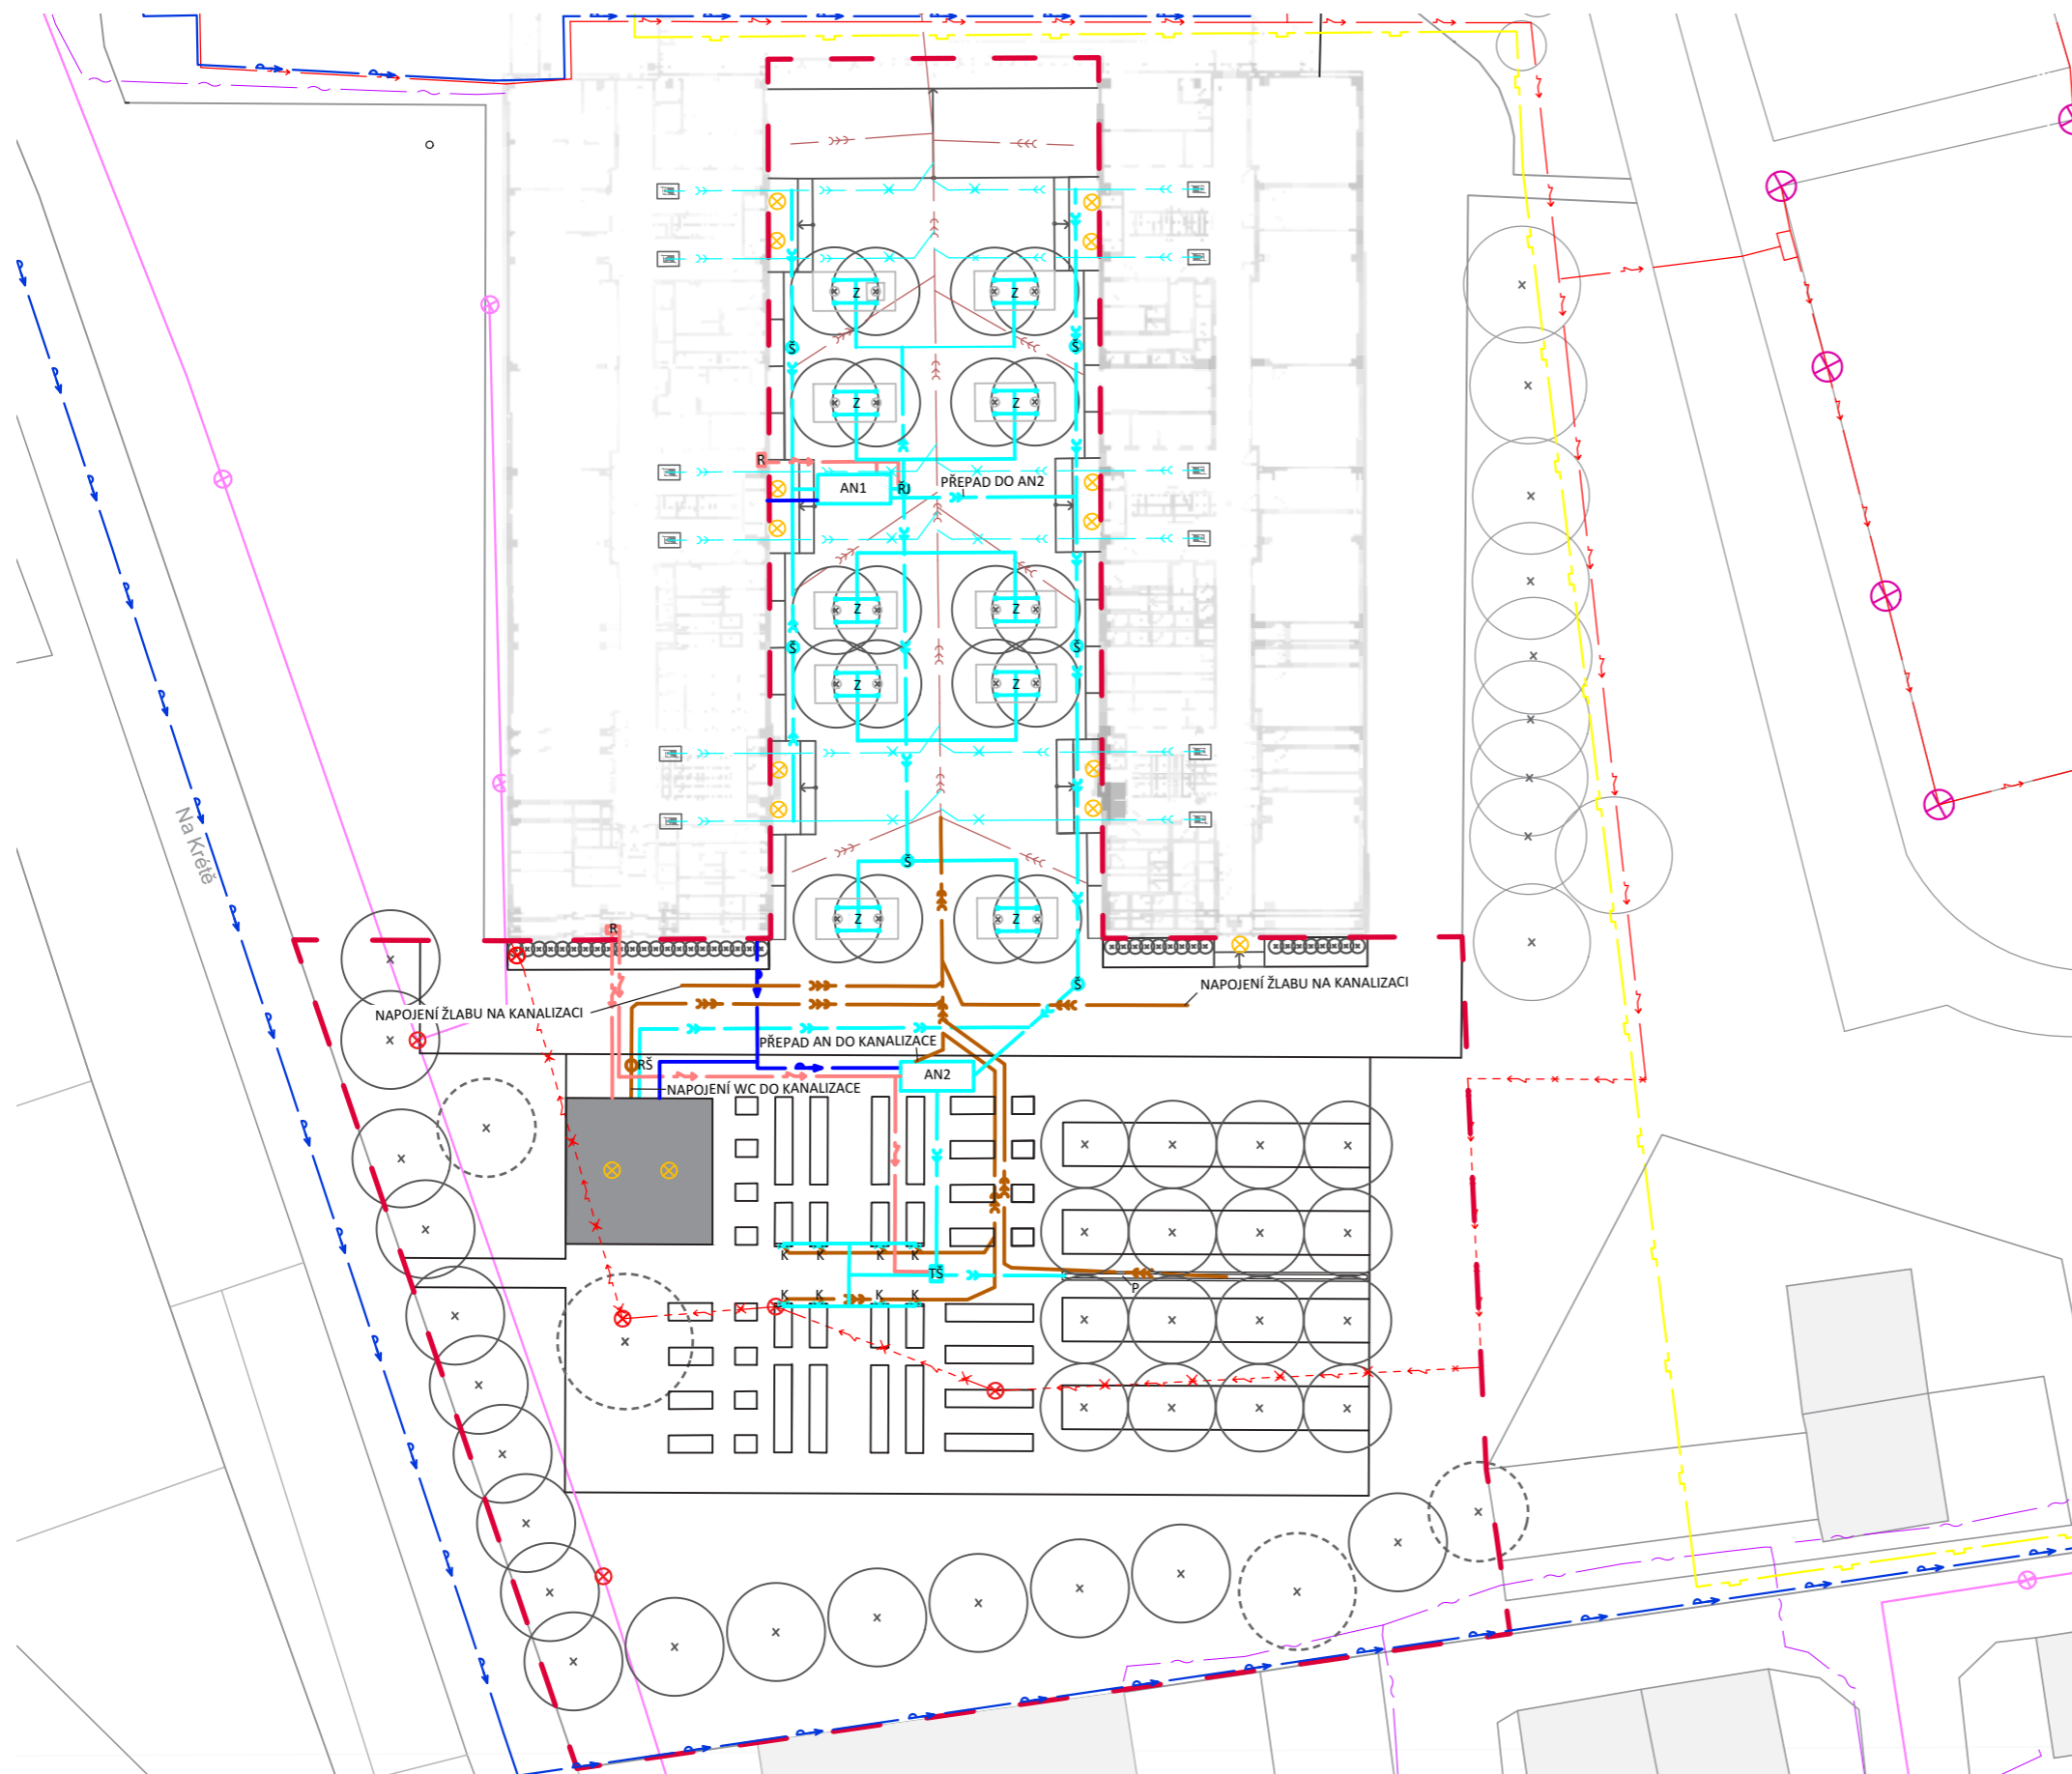 Z
Z
Š
Š
Z
Z
R
AN1
ŘJ
PŘEPAD DO AN2
Z
Z
Š
Š
Z
Z
Na Krétě
Š
Z
Z
R
Š
NAPOJENÍ ŽLABU NA KANALIZACI
NAPOJENÍ ŽLABU NA KANALIZACI
PŘEPAD AN DO KANALIZACE
RŠ
AN2
NAPOJENÍ WC DO KANALIZACE
K
K
K
K
TŠ
P
K
K
K
K